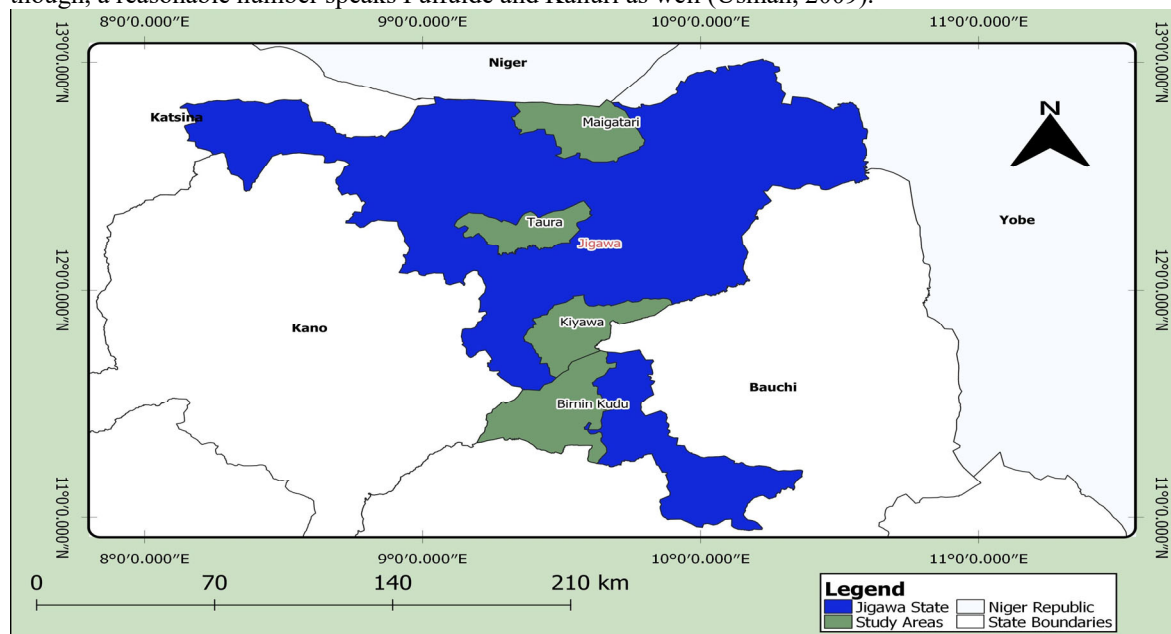 though, a reasonable number speaks Fulfulde and Kanuri as well (Usman, 2009).
8°0'0.000"E 9°0'0.000"E 10°0'0.000"E 11°0'0.000"E
13°0'0.000"N 13°0'0.000"N
Niger
Katsina
Maigatari
N
Taura
Yobe
Jigawa
12°0'0.000"N 12°0'0.000"N
Kiyawa
Kano
Bauchi
Birnin Kudu
11°0'0.000"N 11°0'0.000"N
8°0'0.000"E 9°0'0.000"E 10°0'0.000"E 11°0'0.000"E
0 70 140 210 km
Legend
Jigawa State Niger Republic
Study Areas State Boundaries